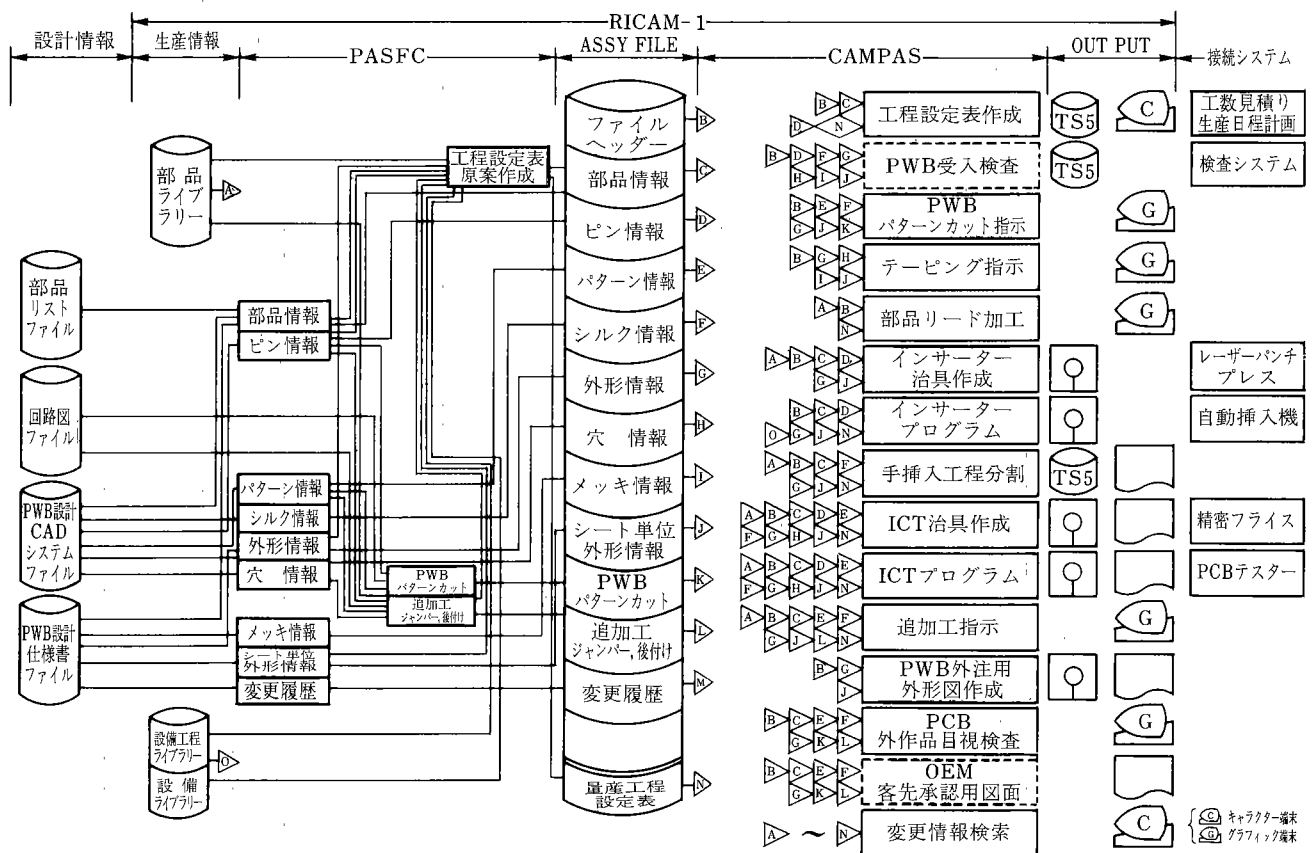 RICAM-1
設計情報
生産情報
PASFC
ASSY FILE
CAMPAS
OUT PUT
接続システム
部品
ライブ
ラリー
A
部品
リスト
ファイル
回路図
ファイル
PWB設計
CAD
システム
ファイル
PWB設計
仕様書
ファイル
設備工程
ライブラリー
O
設備
ライブラリー
部品情報
ピン情報
パターン情報
シルク情報
外形情報
穴 情報
メッキ情報
シート単位
外形情報
変更履歴
工程設定表
原案作成
PWB
パターンカット
追加工
ジャンパー,後付け
ファイル
ヘッダー
B
部品情報
C
ピン情報
D
パターン情報
E
シルク情報
F
外形情報
G
穴 情報
H
メッキ情報
I
シート単位
外形情報
J
PWB
パターンカット
K
追加工
ジャンパー,後付け
L
変更履歴
M
量産工程
設定表
N
B C
D N
工程設定表作成
TS5
C
工数見積り
生産日程計画
B D F G
H I J
PWB受入検査
TS5
検査システム
B E F
G J K
PWB
パターンカット指示
G
B G H
I J
テーピング指示
G
A B
N
部品リード加工
G
A B C D
G J
インサーター
治具作成
レーザーパンチ
プレス
B C D
O G J N
インサーター
プログラム
自動挿入機
A B C F
G J N
手挿入工程分割
TS5
A B C D E
F G H J N
ICT治具作成
精密フライス
A B C D E
F G H J N
ICTプログラム
PCBテスター
A B C E F
G J L N
追加工指示
G
B G
J
PWB外注用
外形図作成
B C E F
G K L
PCB
外作品目視検査
G
B C E F
G K L
OEM
客先承認用図面
A ~ N
変更情報検索
C
C キャラクター端末
G グラフィック端末